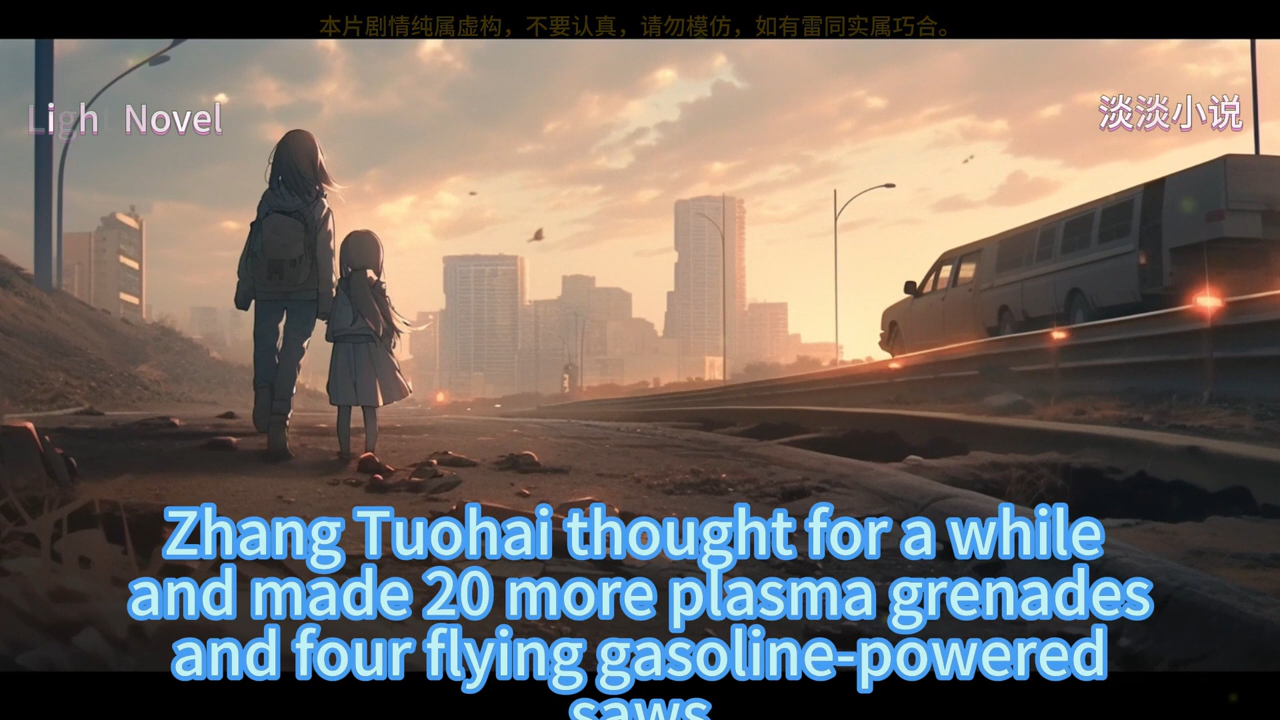 本片剧情纯属虚构，不要认真，请勿模仿，如有雷同实属巧合。
Ligh Novel
淡淡小说
Zhang Tuohai thought for a while
and made 20 more plasma grenades
and four flying gasoline-powered
saws